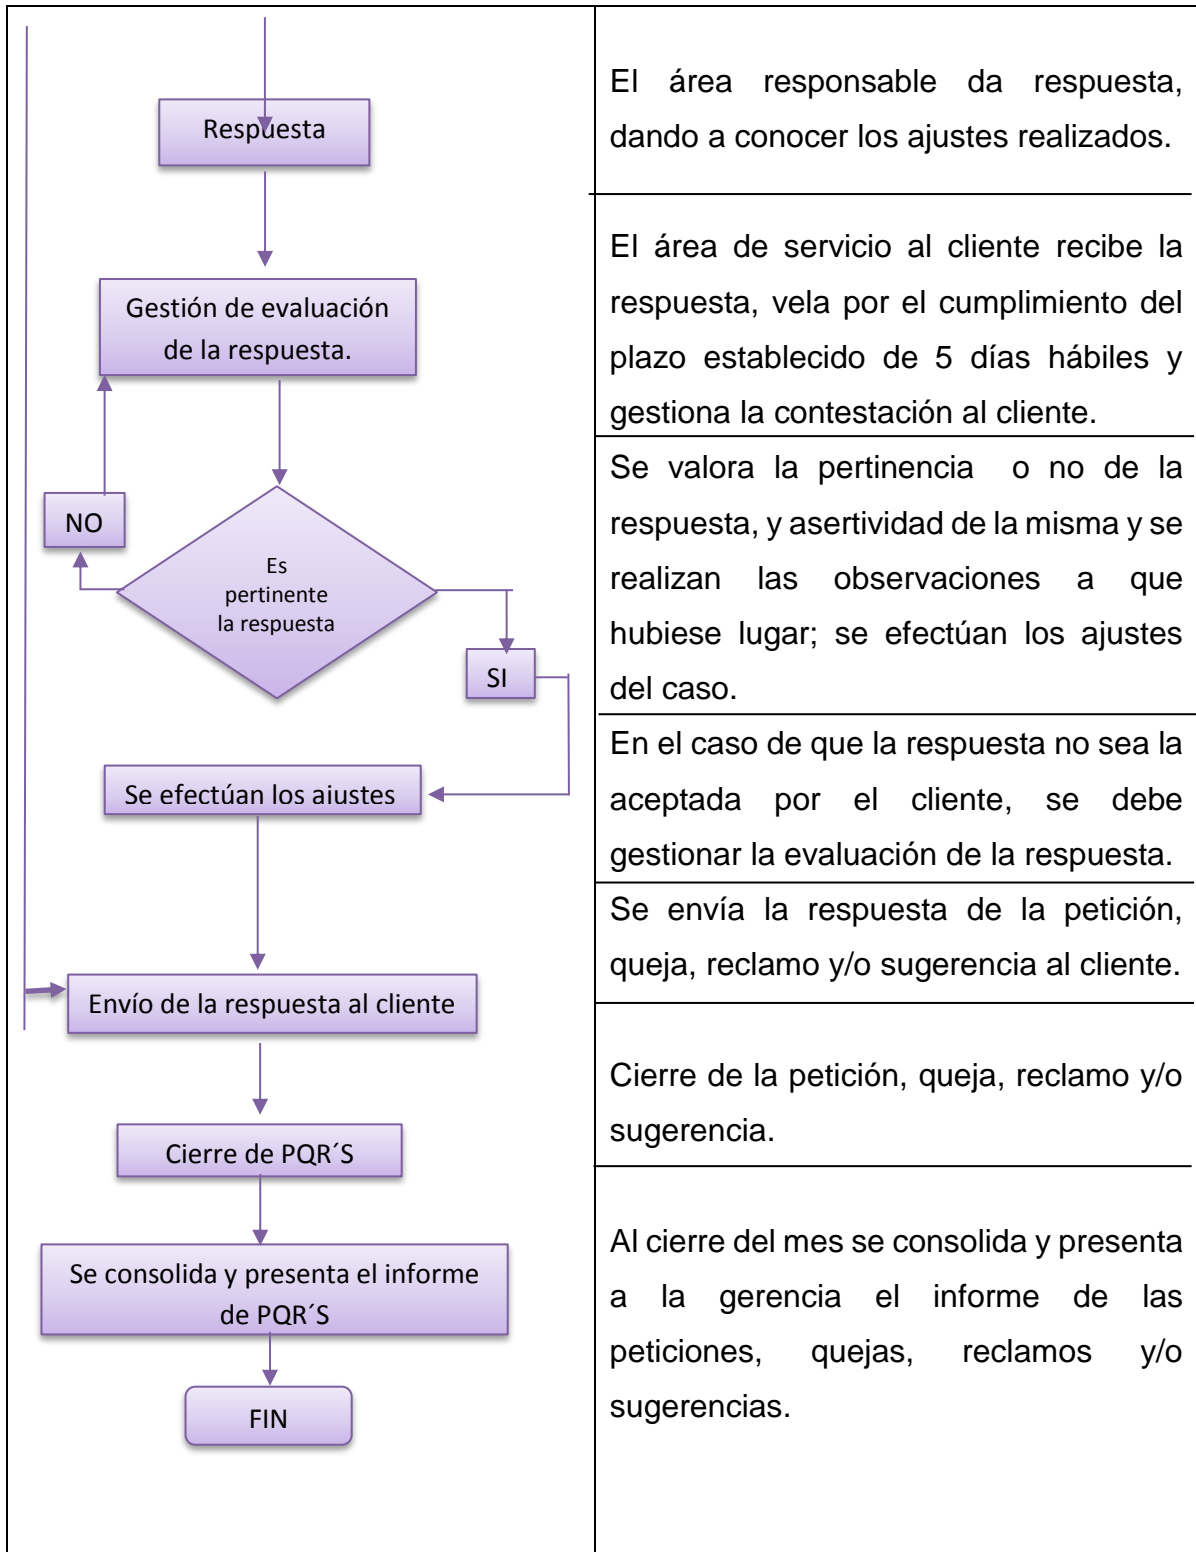 Respuesta
El área responsable da respuesta,
dando a conocer los ajustes realizados.
Gestión de evaluación
de la respuesta.
El área de servicio al cliente recibe la
respuesta, vela por el cumplimiento del
plazo establecido de 5 días hábiles y
gestiona la contestación al cliente.
NO
Es
pertinente
la respuesta
SI
Se valora la pertinencia o no de la
respuesta, y asertividad de la misma y se
realizan las observaciones a que
hubiese lugar; se efectúan los ajustes
del caso.
Se efectúan los aiustes
En el caso de que la respuesta no sea la
aceptada por el cliente, se debe
gestionar la evaluación de la respuesta.
Envío de la respuesta al cliente
Se envía la respuesta de la petición,
queja, reclamo y/o sugerencia al cliente.
Cierre de PQR´S
Cierre de la petición, queja, reclamo y/o
sugerencia.
Se consolida y presenta el informe
de PQR´S
Al cierre del mes se consolida y presenta
a la gerencia el informe de las
peticiones, quejas, reclamos y/o
sugerencias.
FIN